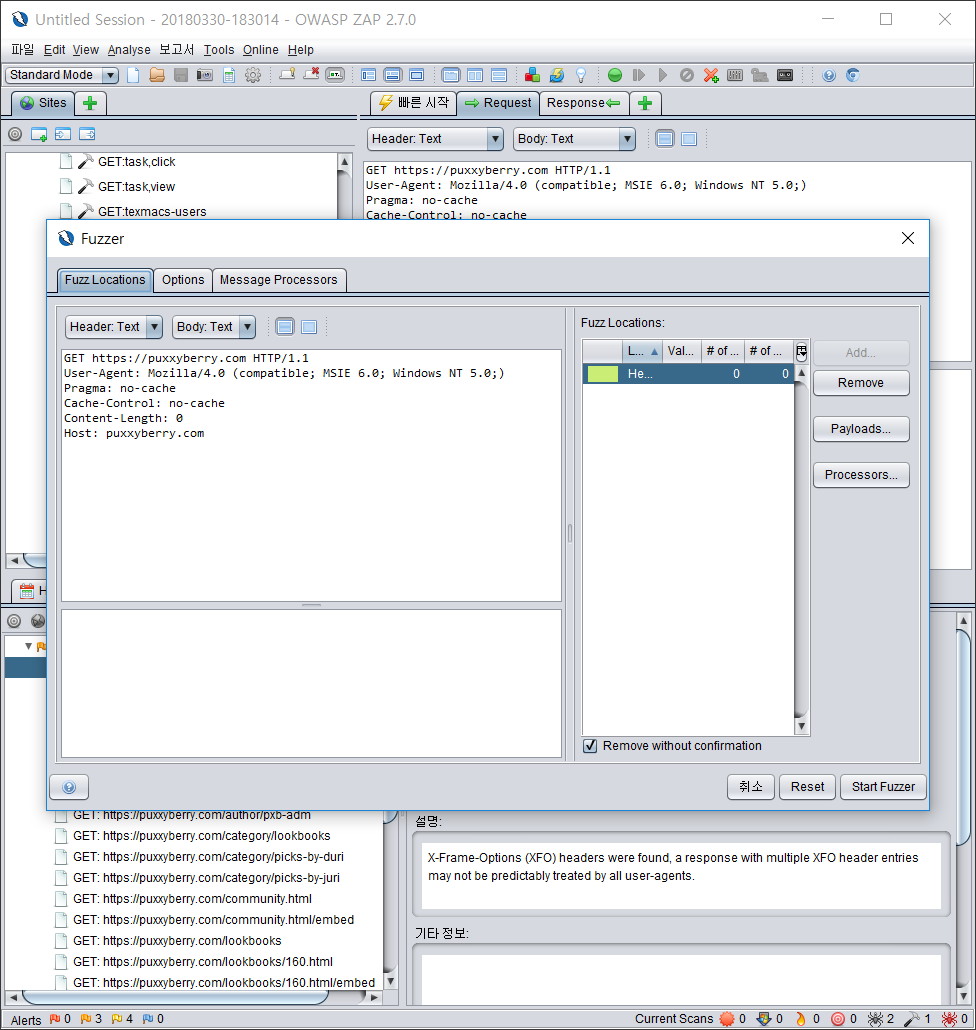 Untitled Session - 20180330-183014 - OWASP ZAP 2.7.0
파일 Edit View Analyse 보고서 Tools Online Help
Standard Mode
Sites
빠른 시작 Request Response
Header: Text Body: Text
GET:task,click
GET:task,view
GET:texmacs-users
GET https://puxxyberry.com HTTP/1.1
User-Agent: Mozilla/4.0 (compatible; MSIE 6.0; Windows NT 5.0;)
Pragma: no-cache
Cache-Control: no-cache
Fuzzer
Fuzz Locations Options Message Processors
Header: Text Body: Text
GET https://puxxyberry.com HTTP/1.1
User-Agent: Mozilla/4.0 (compatible; MSIE 6.0; Windows NT 5.0;)
Pragma: no-cache
Cache-Control: no-cache
Content-Length: 0
Host: puxxyberry.com
Fuzz Locations:
L... Val... # of ... # of ...
He... 0 0
Add...
Remove
Payloads...
Processors...
Remove without confirmation
취소 Reset Start Fuzzer
H
GET: https://puxxyberry.com/author/pxb-adm
GET: https://puxxyberry.com/category/lookbooks
GET: https://puxxyberry.com/category/picks-by-duri
GET: https://puxxyberry.com/category/picks-by-juri
GET: https://puxxyberry.com/community.html
GET: https://puxxyberry.com/community.html/embed
GET: https://puxxyberry.com/lookbooks
GET: https://puxxyberry.com/lookbooks/160.html
GET: https://puxxyberry.com/lookbooks/160.html/embed
설명:
X-Frame-Options (XFO) headers were found, a response with multiple XFO header entries
may not be predictably treated by all user-agents.
기타 정보:
Alerts 0 3 4 0
Current Scans 0 0 0 0 2 1 0